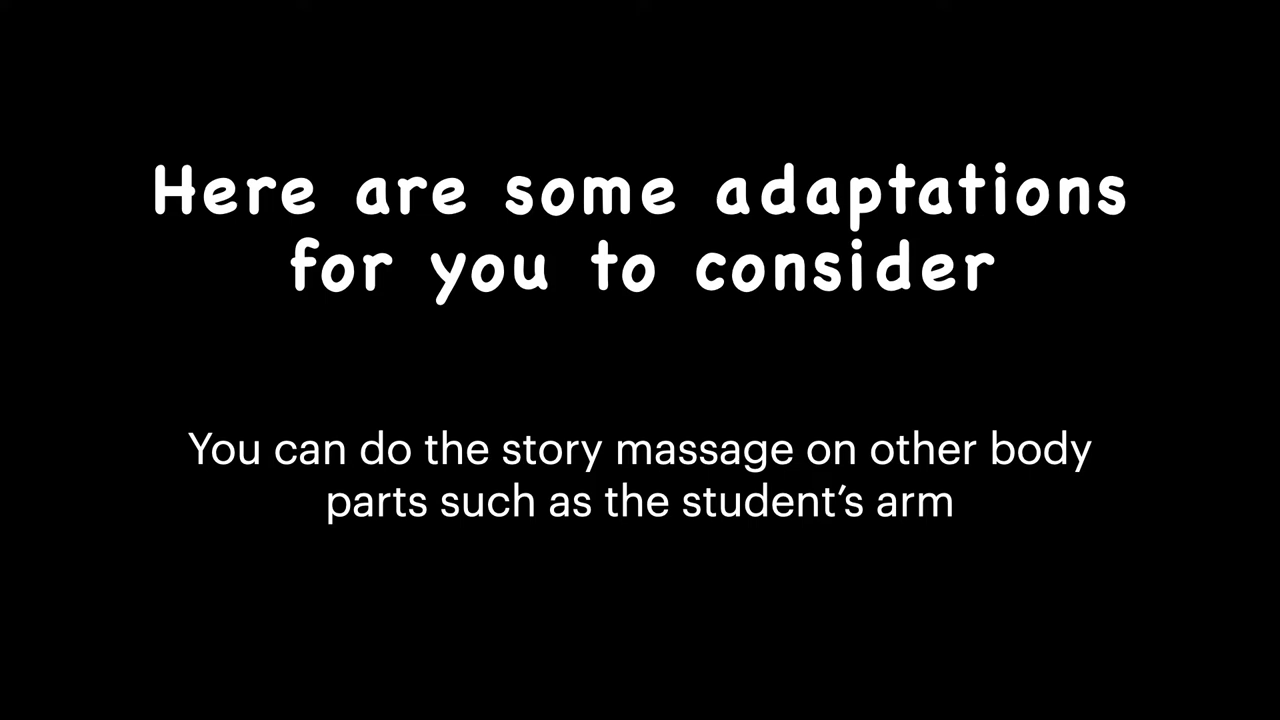 Here are some adaptations
for you to consider
You can do the story massage on other body
parts such as the student’s arm